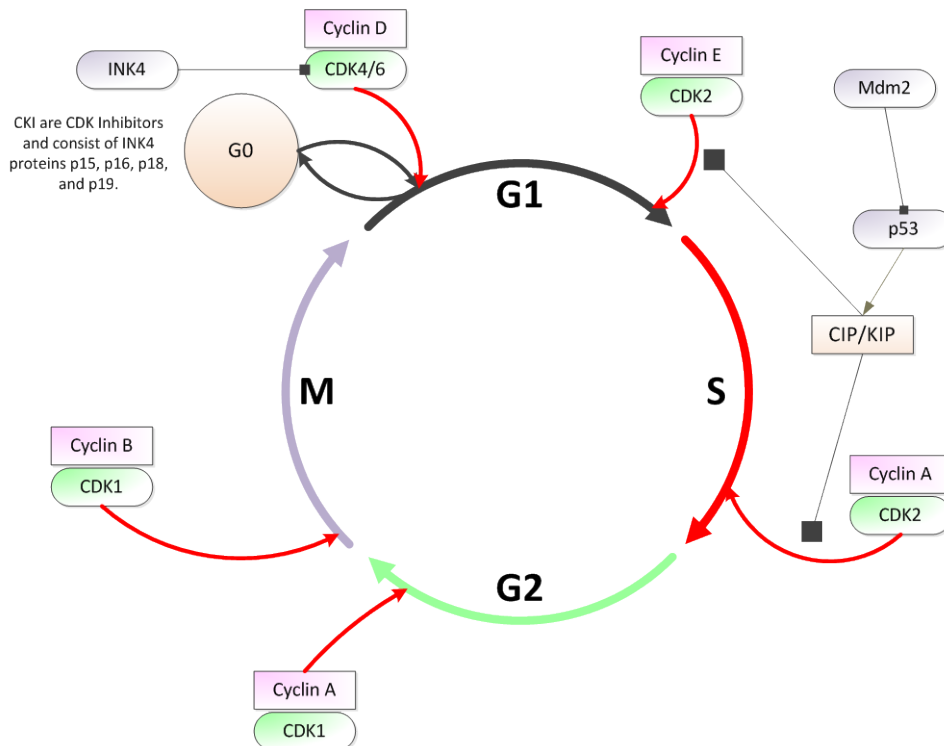 Cyclin D
INK4
CDK4/6
Cyclin E
CDK2
Mdm2
CKI are CDK Inhibitors
and consist of INK4
proteins p15, p16, p18,
and p19.
G0
G1
p53
CIP/KIP
M
S
Cyclin B
CDK1
Cyclin A
CDK2
G2
Cyclin A
CDK1